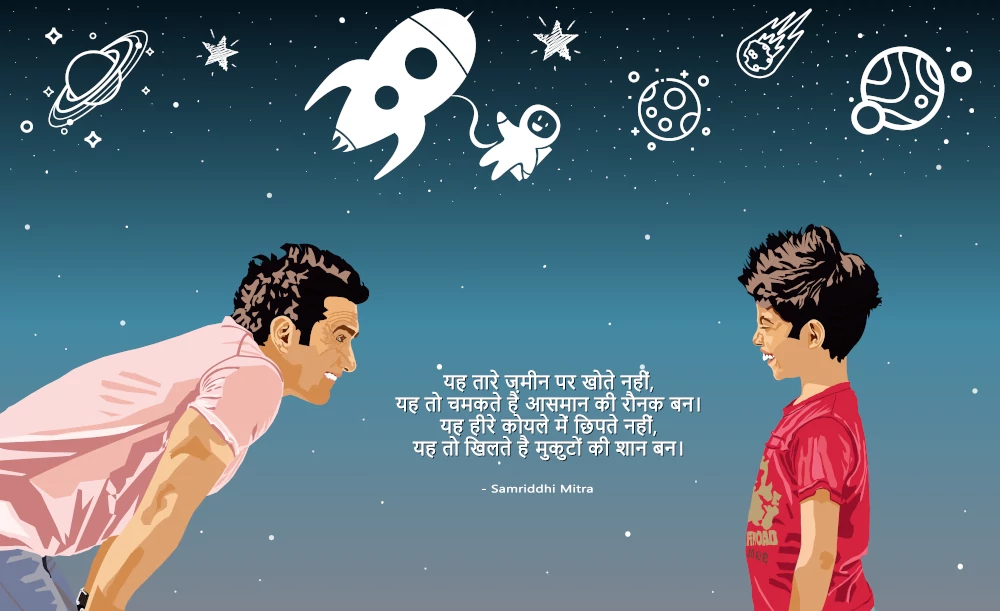 यह तारे ज़मीन पर खोते नहीं,
यह तो चमकते है आसमान की रौनक बन।
यह हीरे कोयले में छिपते नहीं,
यह तो खिलते है मुकुटों की शान बन।
- Samriddhi Mitra